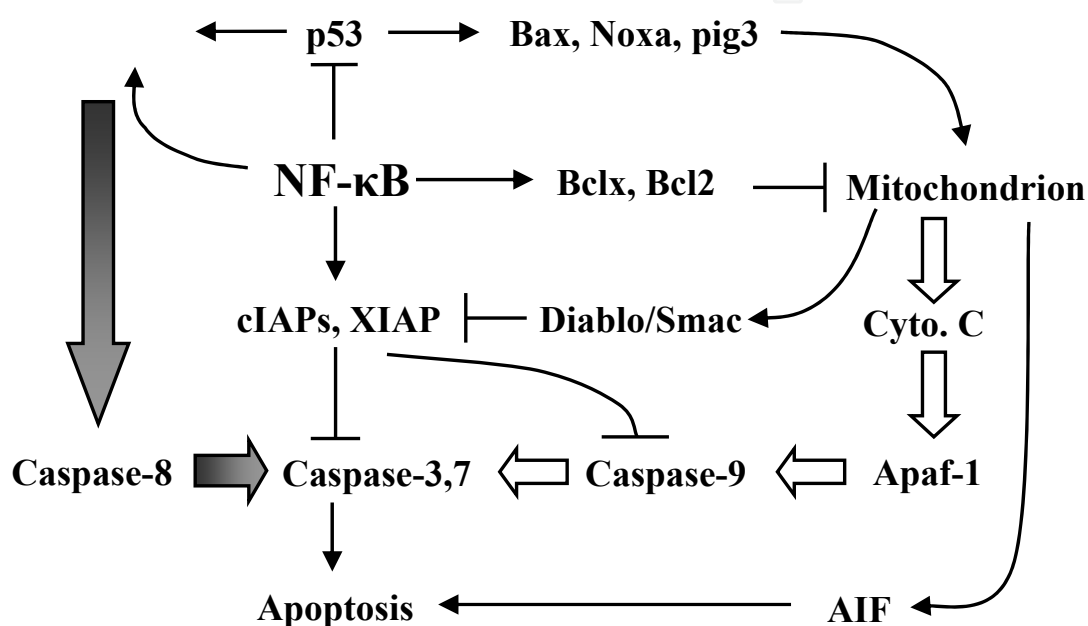 p53 Bax, Noxa, pig3
NF-κB Bclx, Bcl2 Mitochondrion
cIAPs, XIAP Diablo/Smac Cyto. C
Caspase-8 Caspase-3,7 Caspase-9 Apaf-1
Apoptosis AIF